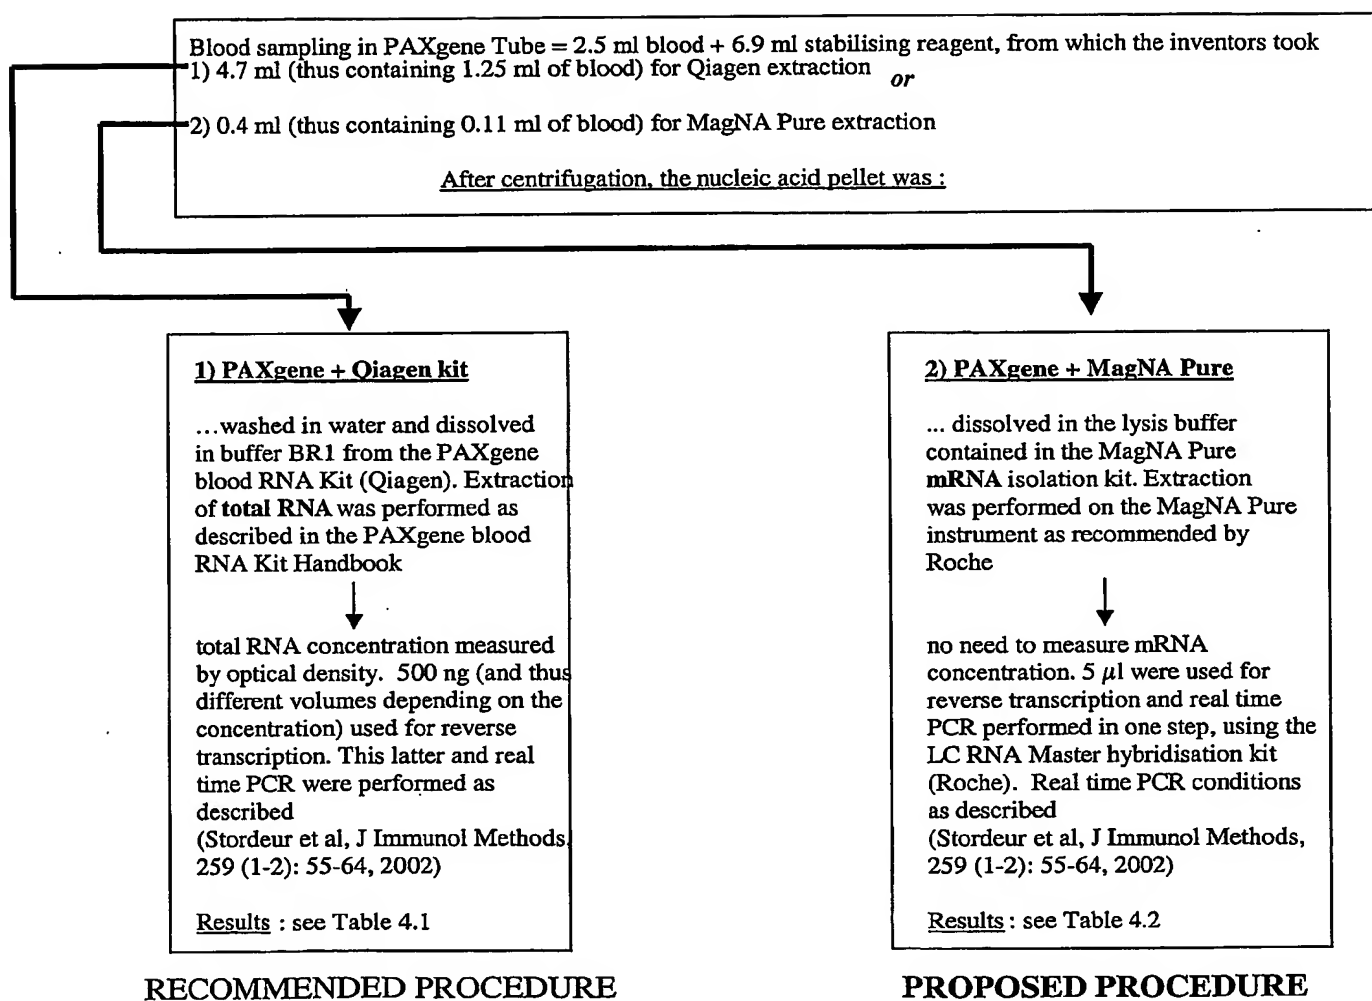 Blood sampling in PAXgene Tube = 2.5 ml blood + 6.9 ml stabilising reagent, from which the inventors took
1) 4.7 ml (thus containing 1.25 ml of blood) for Qiagen extraction or
2) 0.4 ml (thus containing 0.11 ml of blood) for MagNA Pure extraction
After centrifugation, the nucleic acid pellet was :
1) PAXgene + Qiagen kit
...washed in water and dissolved
in buffer BR1 from the PAXgene
blood RNA Kit (Qiagen). Extraction
of total RNA was performed as
described in the PAXgene blood
RNA Kit Handbook
total RNA concentration measured
by optical density. 500 ng (and thus
different volumes depending on the
concentration) used for reverse
transcription. This latter and real
time PCR were performed as
described
(Stordeur et al, J Immunol Methods,
259 (1-2): 55-64, 2002)
Results : see Table 4.1
RECOMMENDED PROCEDURE
2) PAXgene + MagNA Pure
... dissolved in the lysis buffer
contained in the MagNA Pure
mRNA isolation kit. Extraction
was performed on the MagNA Pure
instrument as recommended by
Roche
no need to measure mRNA
concentration. 5 µl were used for
reverse transcription and real time
PCR performed in one step, using the
LC RNA Master hybridisation kit
(Roche). Real time PCR conditions
as described
(Stordeur et al, J Immunol Methods,
259 (1-2): 55-64, 2002)
Results : see Table 4.2
PROPOSED PROCEDURE